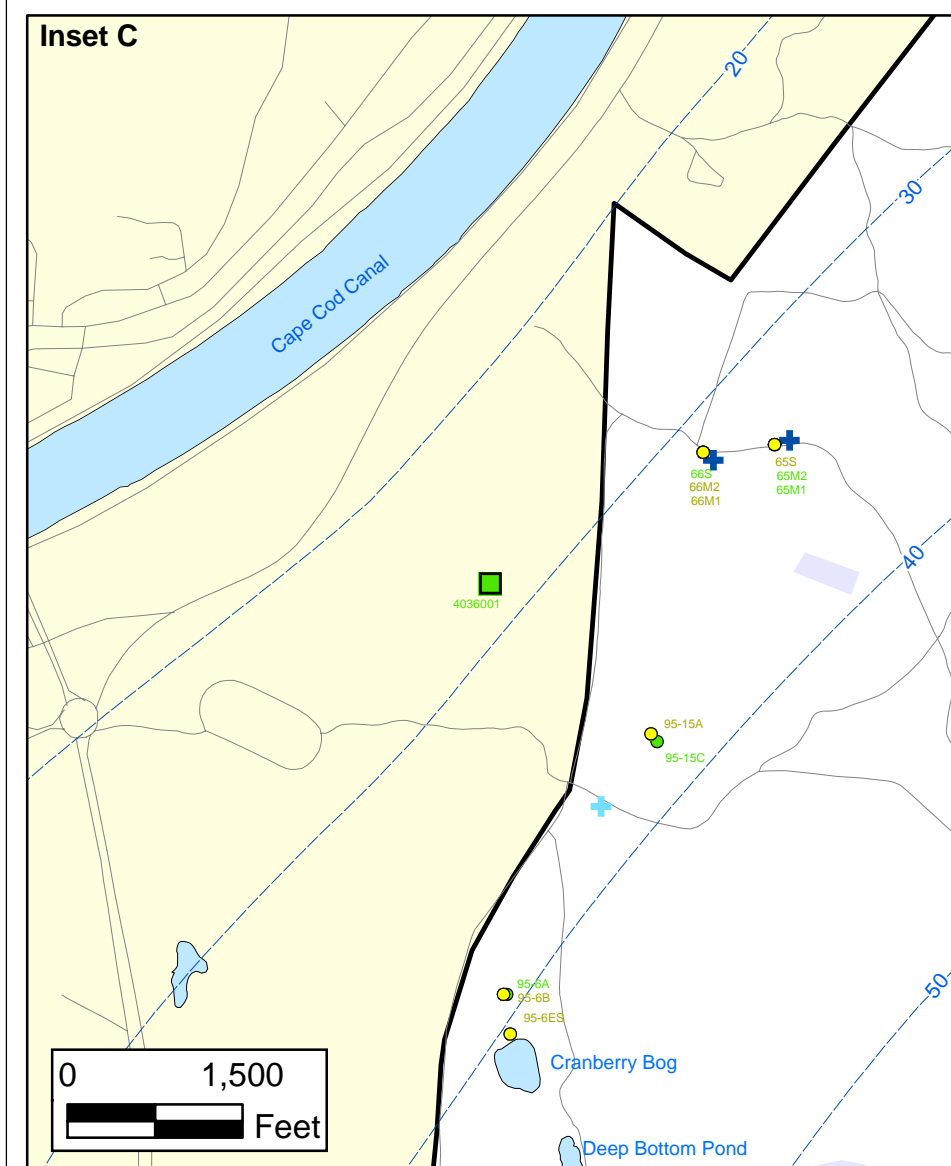 Inset C
20
30
Cape Cod Canal
66S
66M2
66M1
65S
65M2
65M1
40
4036001
95-15A
95-15C
95-6A
95-6B
95-6ES
50
Cranberry Bog
0 1,500
Feet
Deep Bottom Pond